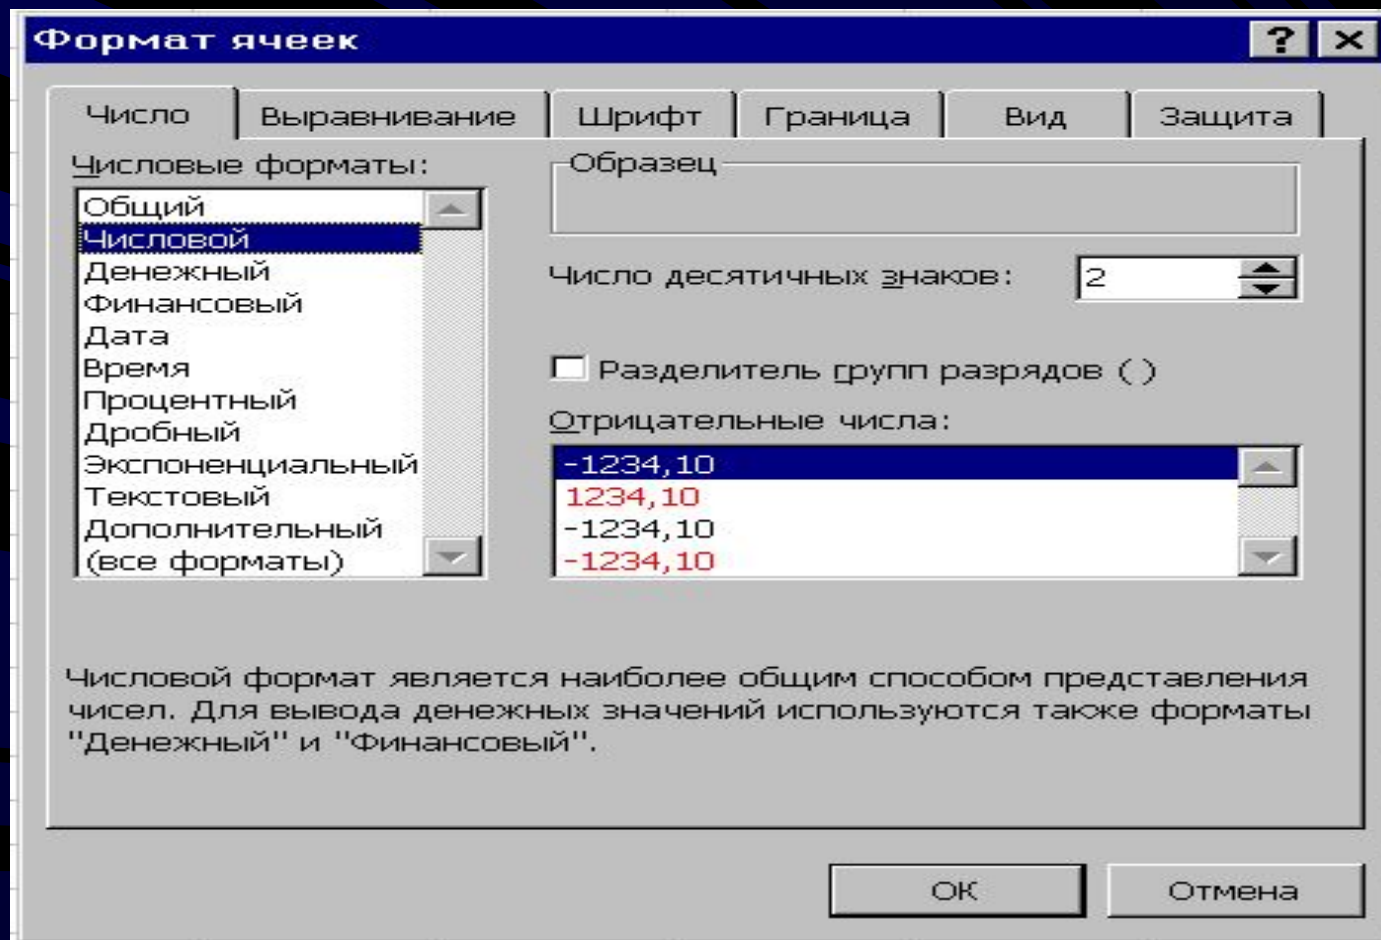 Формат ячеек
Число Выравнивание Шрифт Граница Вид Защита
Числовые форматы:
Общий
Числовой
Денежный
Финансовый
Дата
Время
Процентный
Дробный
Экспоненциальный
Текстовый
Дополнительный
(все форматы)
Образец
Число десятичных знаков: 2
Разделитель групп разрядов ( )
Отрицательные числа:
-1234,10
1234,10
-1234,10
-1234,10
Числовой формат является наиболее общим способом представления
чисел. Для вывода денежных значений используются также форматы
"Денежный" и "Финансовый".
ОК Отмена